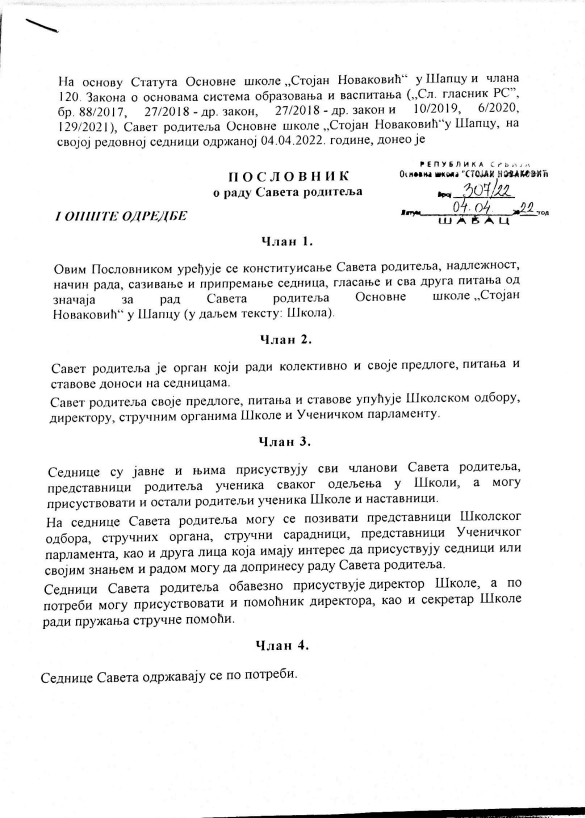 На основу Статута Основне школе „Стојан Новаковић“ у Шапцу и члана
120. Закона о основама система образовања и васпитања („Сл. гласник РС”,
бр. 88/2017, 27/2018 - др. закон, 27/2018 - др. закон и 10/2019, 6/2020,
129/2021), Савет родитеља Основне школе „Стојан Новаковић“у Шапцу, на
својој редовној седници одржаној 04.04.2022. године, донео је
П О С Л О В Н И К
о раду Савета родитеља
РЕПУБЛИКА СРБИЈА
Основна школа "СТОЈАН НОВАКОВИЋ"
Број 307/22
Датум 04.04. 2022 год
ШАБАЦ
I ОПШТЕ ОДРЕДБЕ
Члан 1.
Овим Пословником уређује се конституисање Савета родитеља, надлежност,
начин рада, сазивање и припремање седница, гласање и сва друга питања од
значаја за рад Савета родитеља Основне школе „Стојан
Новаковић“ у Шапцу (у даљем тексту: Школа).
Члан 2.
Савет родитеља је орган који ради колективно и своје предлоге, питања и
ставове доноси на седницама.
Савет родитеља своје предлоге, питања и ставове упућује Школском одбору,
директору, стручним органима Школе и Ученичком парламенту.
Члан 3.
Седнице су јавне и њима присуствују сви чланови Савета родитеља,
представници родитеља ученика сваког одељења у Школи, а могу
присуствовати и остали родитељи ученика Школе и наставници.
На седнице Савета родитеља могу се позивати представници Школског
одбора, стручних органа, стручни сарадници, представници Ученичког
парламента, као и друга лица која имају интерес да присуствују седници или
својим знањем и радом могу да допринесу раду Савета родитеља.
Седници Савета родитеља обавезно присуствује директор Школе, а по
потреби могу присуствовати и помоћник директора, као и секретар Школе
ради пружања стручне помоћи.
Члан 4.
Седнице Савета одржавају се по потреби.